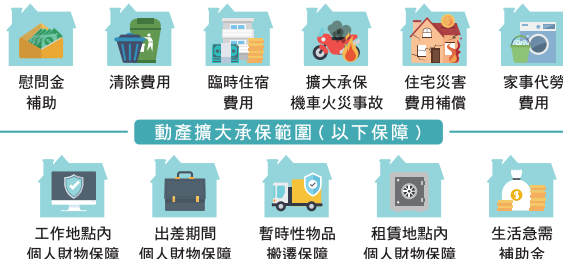 慰問金
補助
清除費用
臨時住宿
費用
擴大承保
機車火災事故
住宅災害
費用補償
家事代勞
費用
動產擴大承保範圍(以下保障)
工作地點內
個人財物保障
出差期間
個人財物保障
暫時性物品
搬遷保障
租賃地點內
個人財物保障
生活急需
補助金